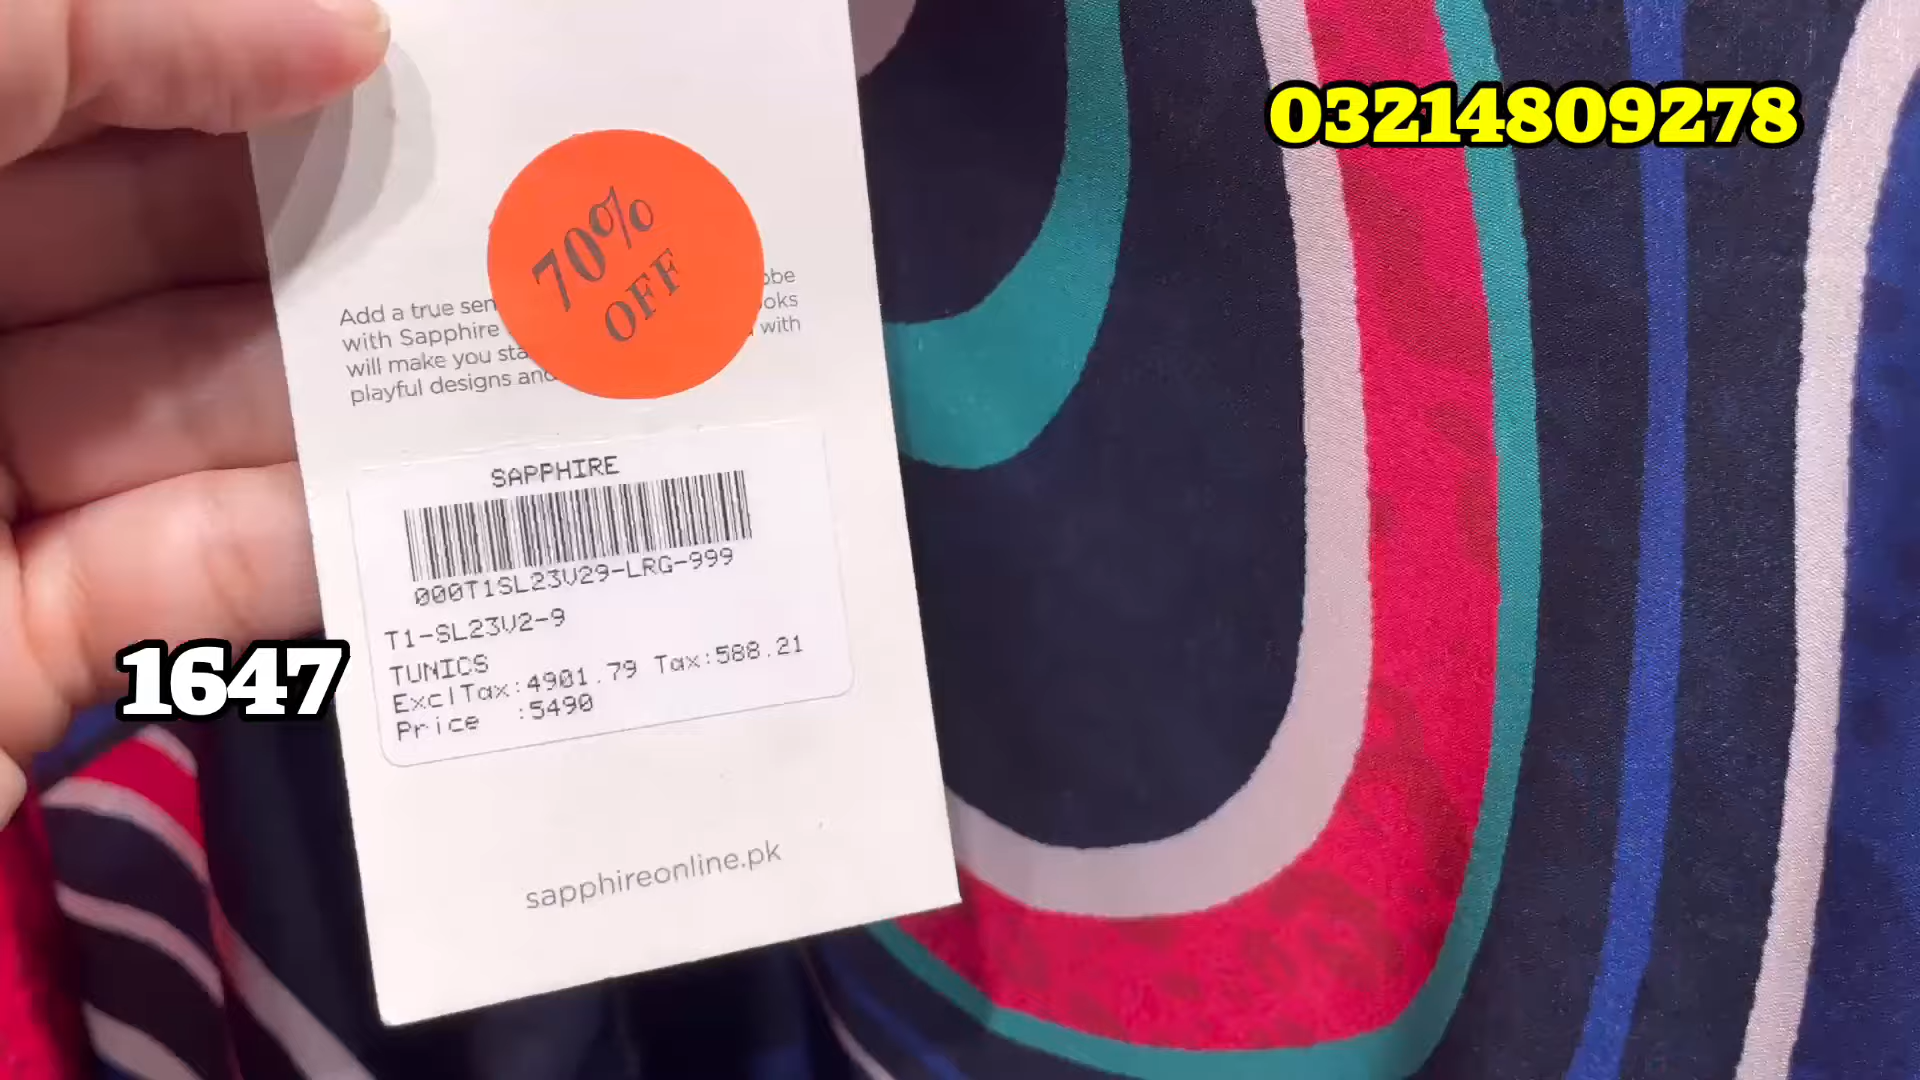 03214809278
70%
OFF
Add a true sen obe
with Sapphire oks
will make you sta with
playful designs and
SAPPHIRE
000T1SL23V29-LRG-999
T1-SL23V2-9
TUNICS
ExclTax:4901.79 Tax:588.21
Price :5490
1647
sapphireonline.pk